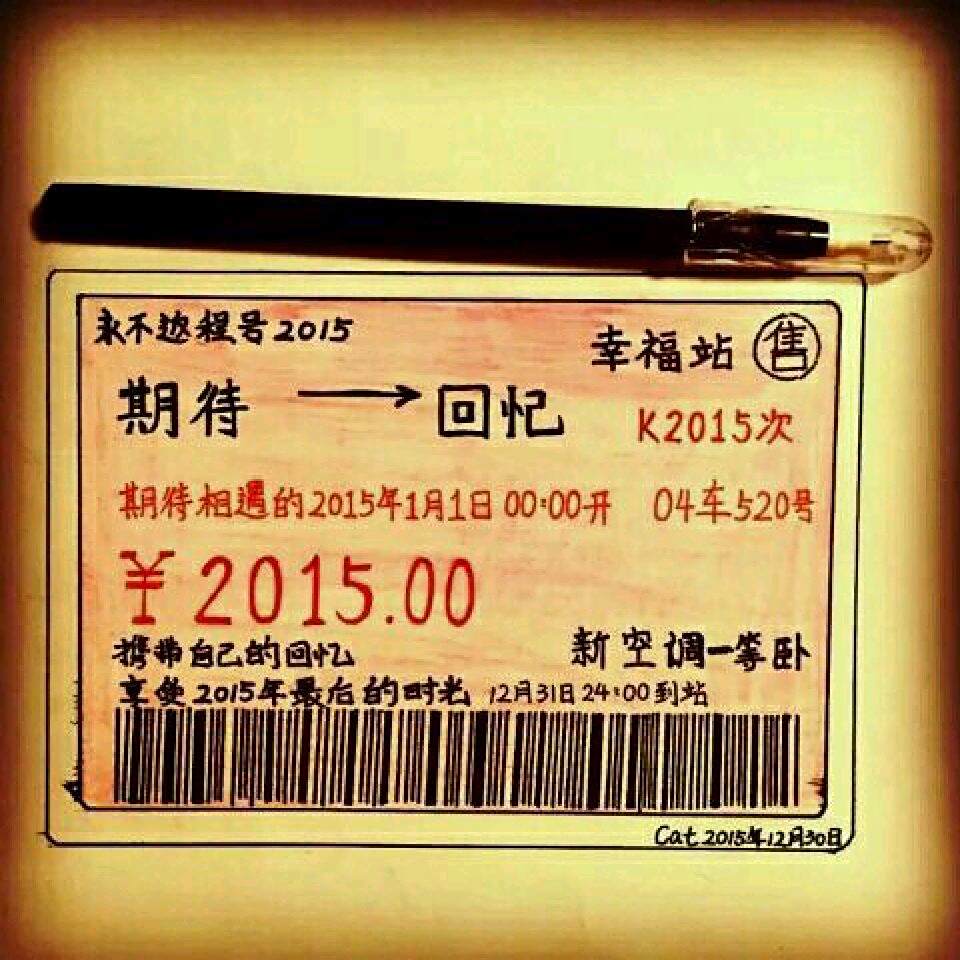 永不返程号2015
幸福站 售
期待 → 回忆
K2015次
期待相遇的2015年1月1日 00:00开 04车520号
¥2015.00
携带自己的回忆 新空调一等卧
享受2015年最后的时光 12月31日24:00到站
Cat 2015年12月30日